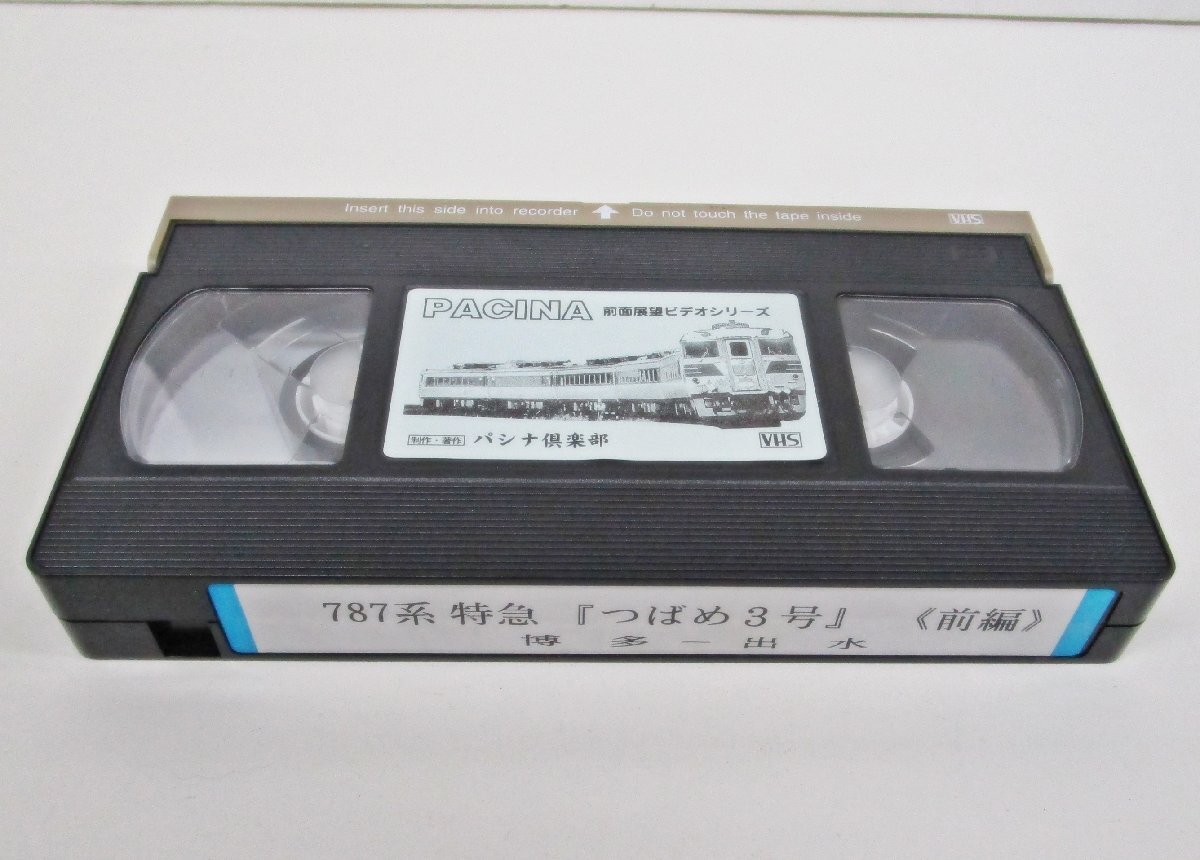 Insert this side into recorder ⇧ Do not touch the tape inside VHS
PACINA 前面展望ビデオシリーズ
制作・著作 パシナ倶楽部 VHS
787系 特急 『つばめ3号』 《前編》
博多－出水